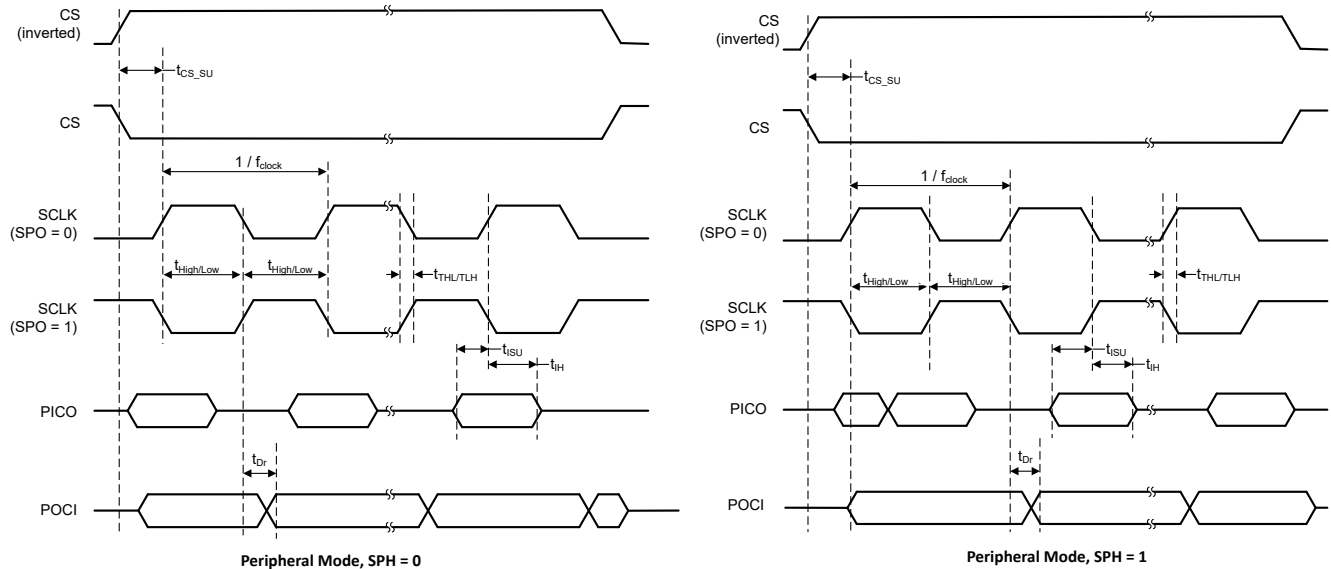 CS
(inverted)
tCS_SU
CS
1 / fclock
SCLK
(SPO = 0)
tHigh/Low
tHigh/Low
tTHL/TLH
SCLK
(SPO = 1)
tISU
tIH
PICO
tDr
POCI
Peripheral Mode, SPH = 0
CS
(inverted)
tCS_SU
CS
1 / fclock
SCLK
(SPO = 0)
tHigh/Low
tHigh/Low
tTHL/TLH
SCLK
(SPO = 1)
tISU
tIH
PICO
tDr
POCI
Peripheral Mode, SPH = 1